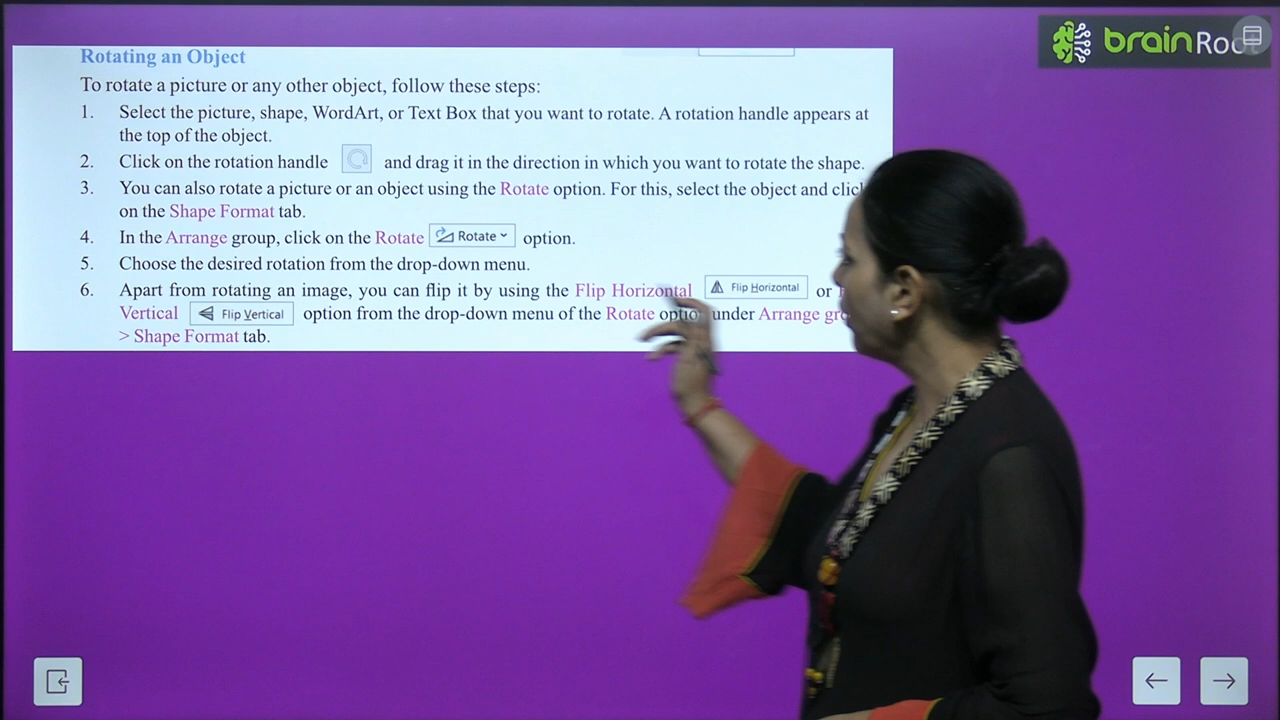 brainRo
Rotating an Object
To rotate a picture or any other object, follow these steps:
1. Select the picture, shape, WordArt, or Text Box that you want to rotate. A rotation handle appears at
the top of the object.
2. Click on the rotation handle and drag it in the direction in which you want to rotate the shape.
3. You can also rotate a picture or an object using the Rotate option. For this, select the object and clic
on the Shape Format tab.
4. In the Arrange group, click on the Rotate Rotate option.
5. Choose the desired rotation from the drop-down menu.
6. Apart from rotating an image, you can flip it by using the Flip Horizontal Flip Horizontal or
Vertical Flip Vertical option from the drop-down menu of the Rotate optio under Arrange gr
> Shape Format tab.